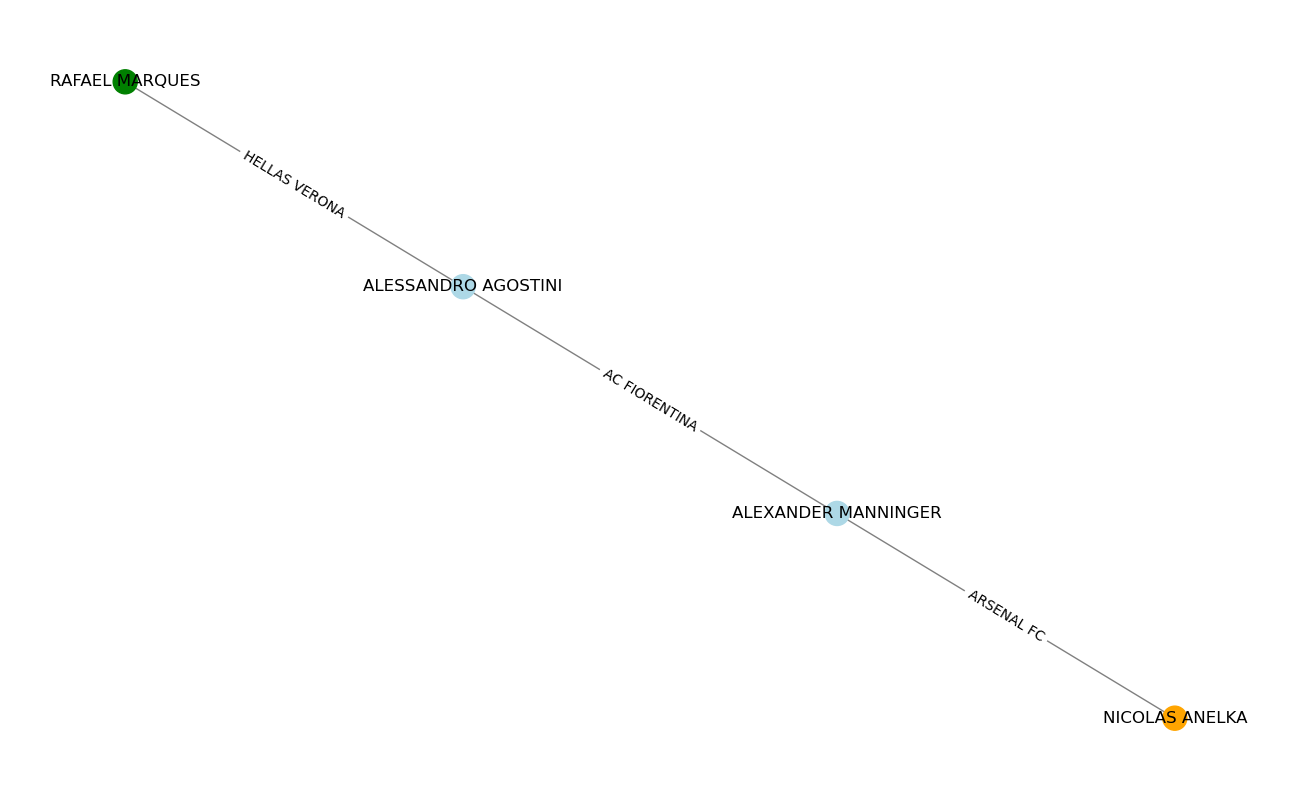 RAFAEL MARQUES
HELLAS VERONA
ALESSANDRO AGOSTINI
AC FIORENTINA
ALEXANDER MANNINGER
ARSENAL FC
NICOLAS ANELKA